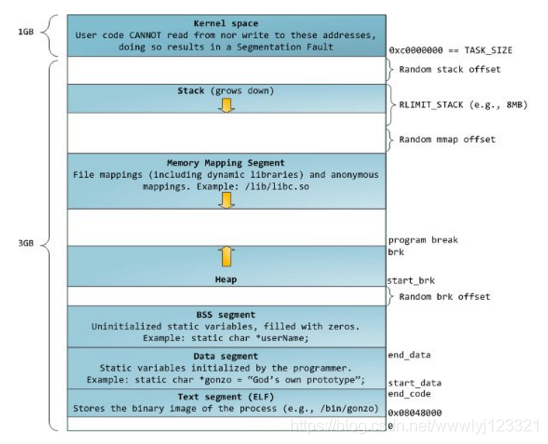 1GB
Kernel space
User code CANNOT read from nor write to these addresses,
doing so results in a Segmentation Fault
0xc0000000 == TASK_SIZE
Random stack offset
Stack (grows down)
RLIMIT_STACK (e.g., 8MB)
Random mmap offset
Memory Mapping Segment
File mappings (including dynamic libraries) and anonymous
mappings. Example: /lib/libc.so
3GB
program break
brk
Heap
start_brk
Random brk offset
BSS segment
Uninitialized static variables, filled with zeros.
Example: static char *userName;
Data segment
Static variables initialized by the programmer.
Example: static char *gonzo = “God’s own prototype”;
end_data
start_data
Text segment (ELF)
Stores the binary image of the process (e.g., /bin/gonzo)
end_code
0x08048000
0
https://blog.csdn.net/wwwlyj123321